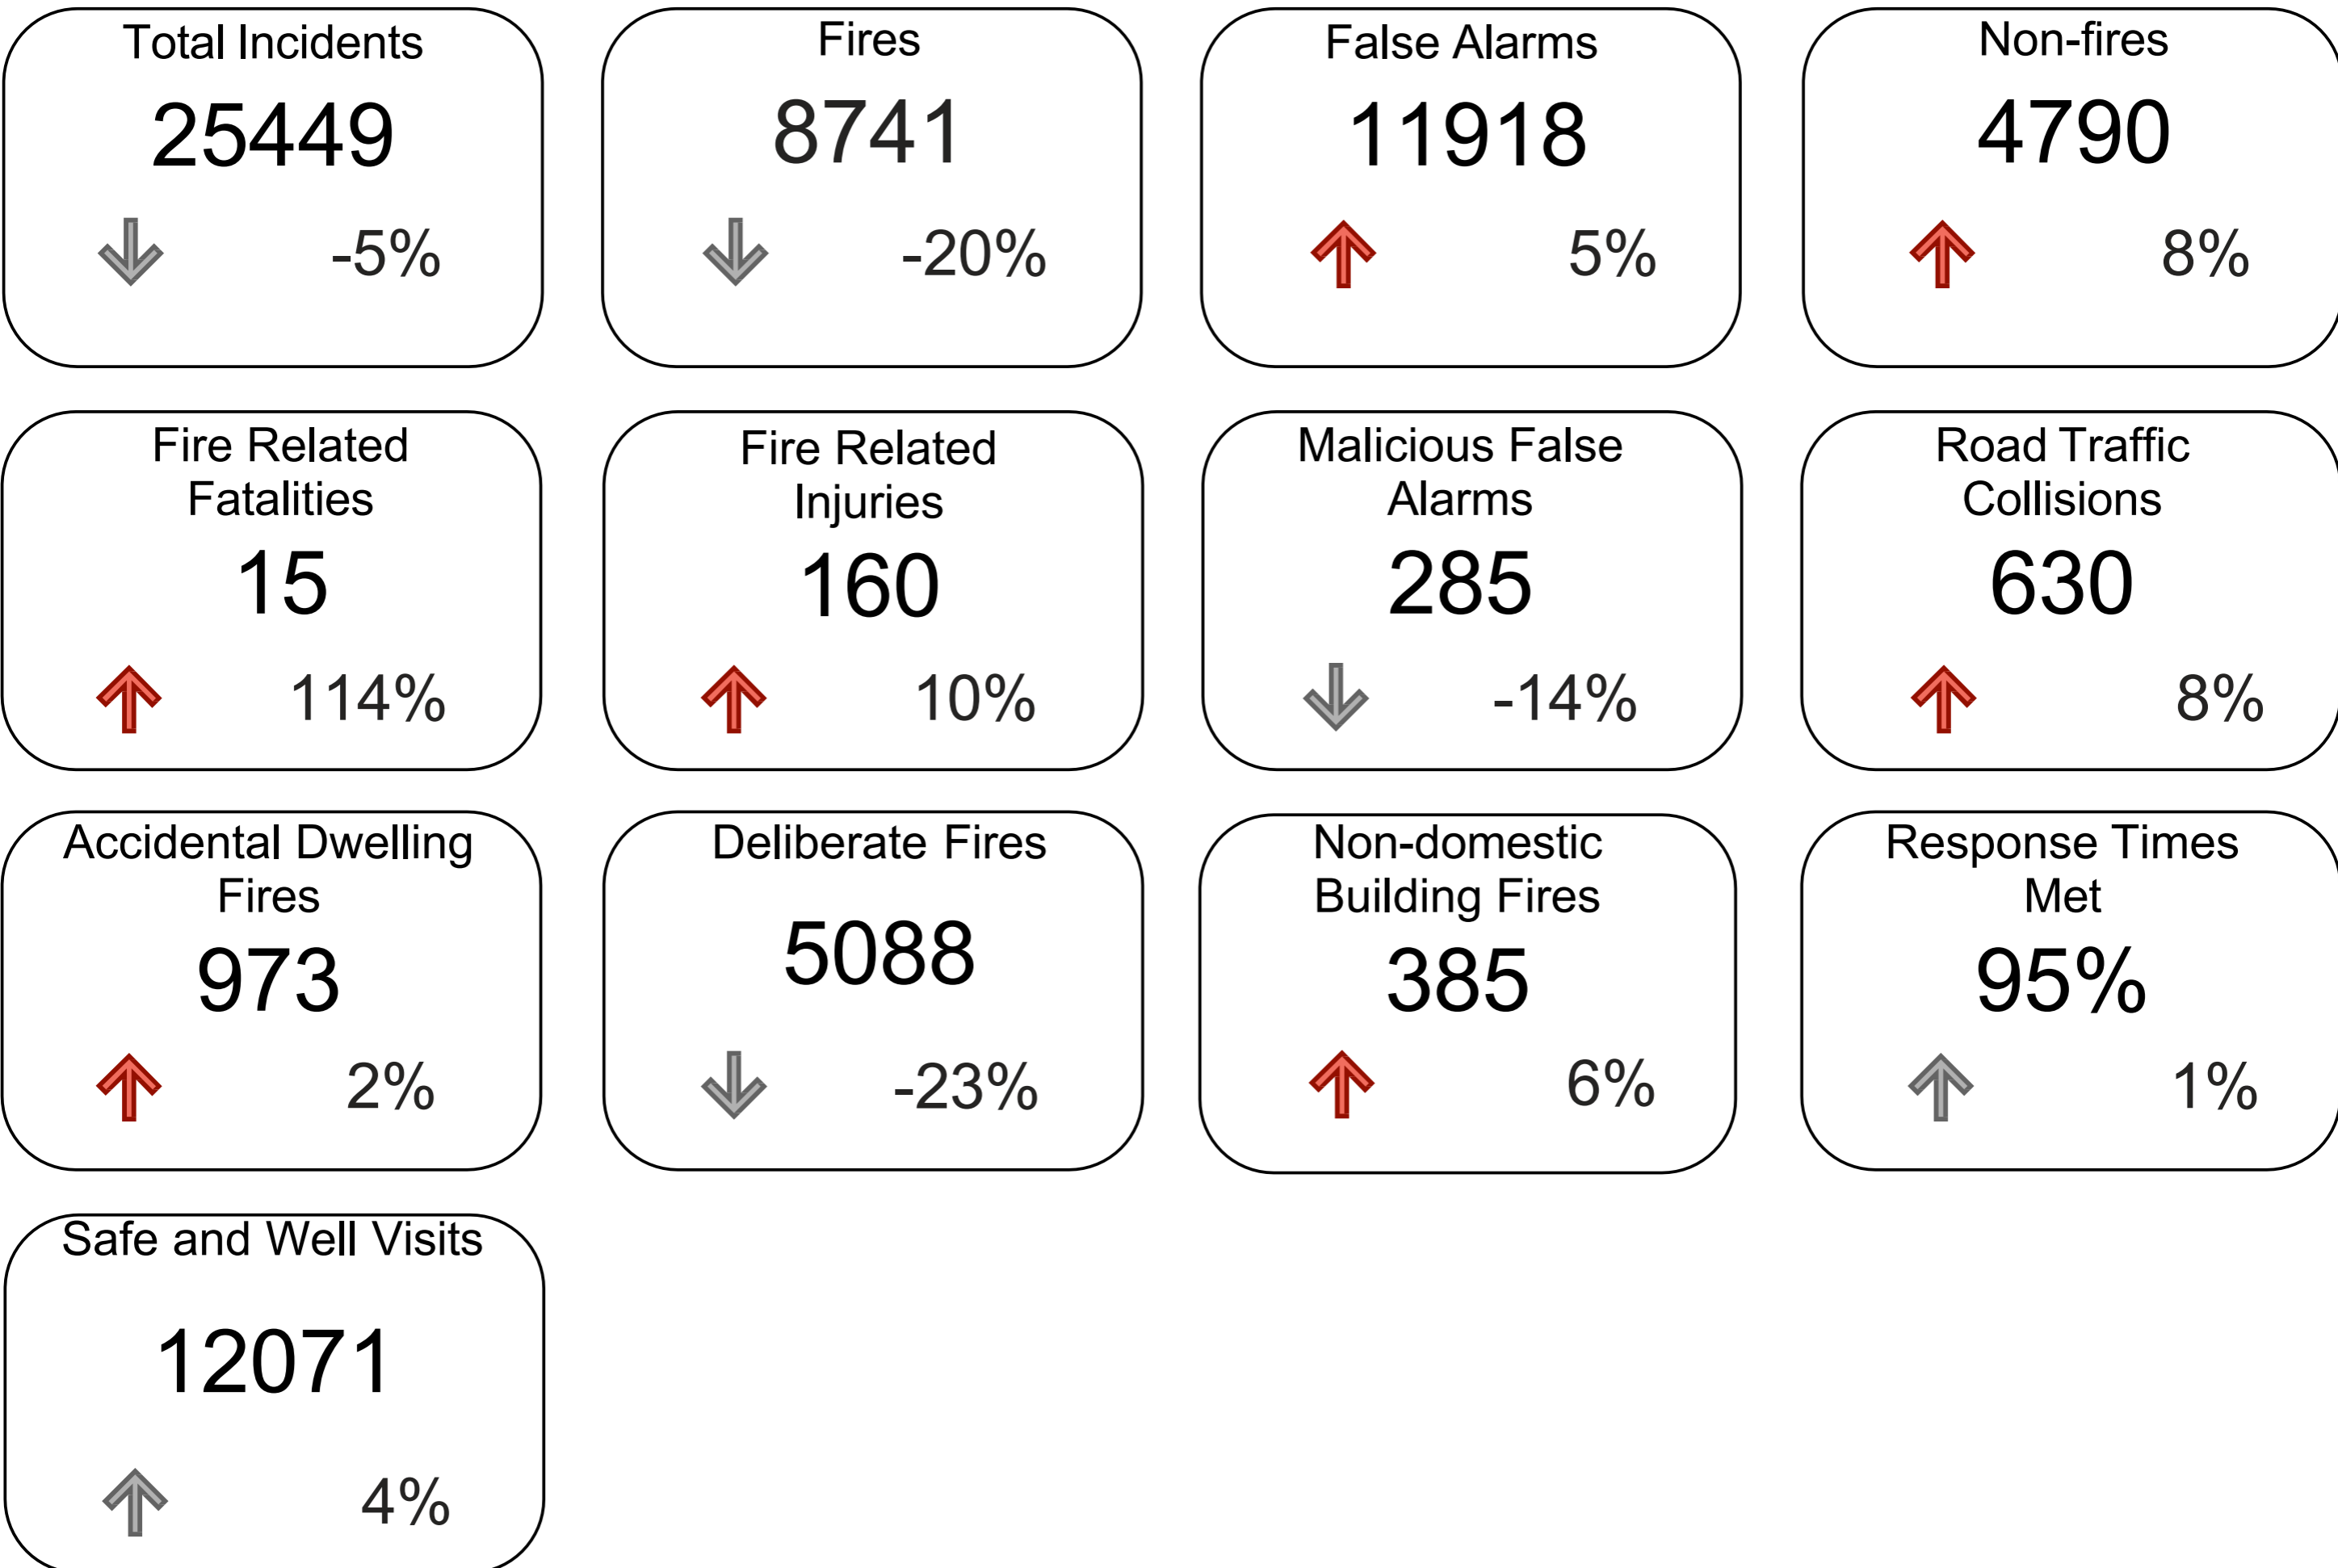 Total Incidents
25449
-5%
Fires
8741
-20%
False Alarms
11918
5%
Non-fires
4790
8%
Fire Related
Fatalities
15
114%
Fire Related
Injuries
160
10%
Malicious False
Alarms
285
-14%
Road Traffic
Collisions
630
8%
Accidental Dwelling
Fires
973
2%
Deliberate Fires
5088
-23%
Non-domestic
Building Fires
385
6%
Response Times
Met
95%
1%
Safe and Well Visits
12071
4%